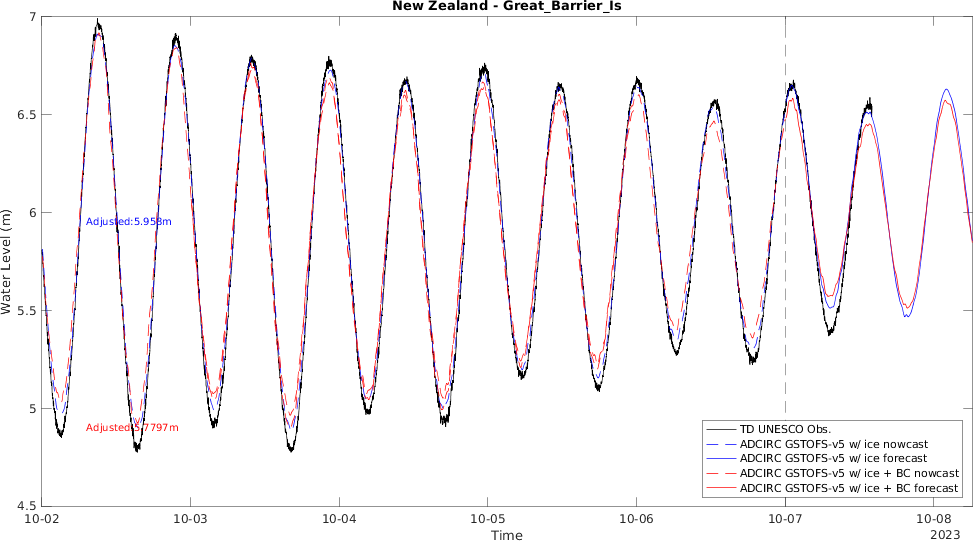 New Zealand - Great_Barrier_Is
7
6.5
6
5.5
5
4.5
Water Level (m)
Adjusted:5.958m
Adjusted:5.7797m
TD UNESCO Obs.
ADCIRC GSTOFS-v5 w/ ice nowcast
ADCIRC GSTOFS-v5 w/ ice forecast
ADCIRC GSTOFS-v5 w/ ice + BC nowcast
ADCIRC GSTOFS-v5 w/ ice + BC forecast
10-02 10-03 10-04 10-05 10-06 10-07 10-08
Time
2023